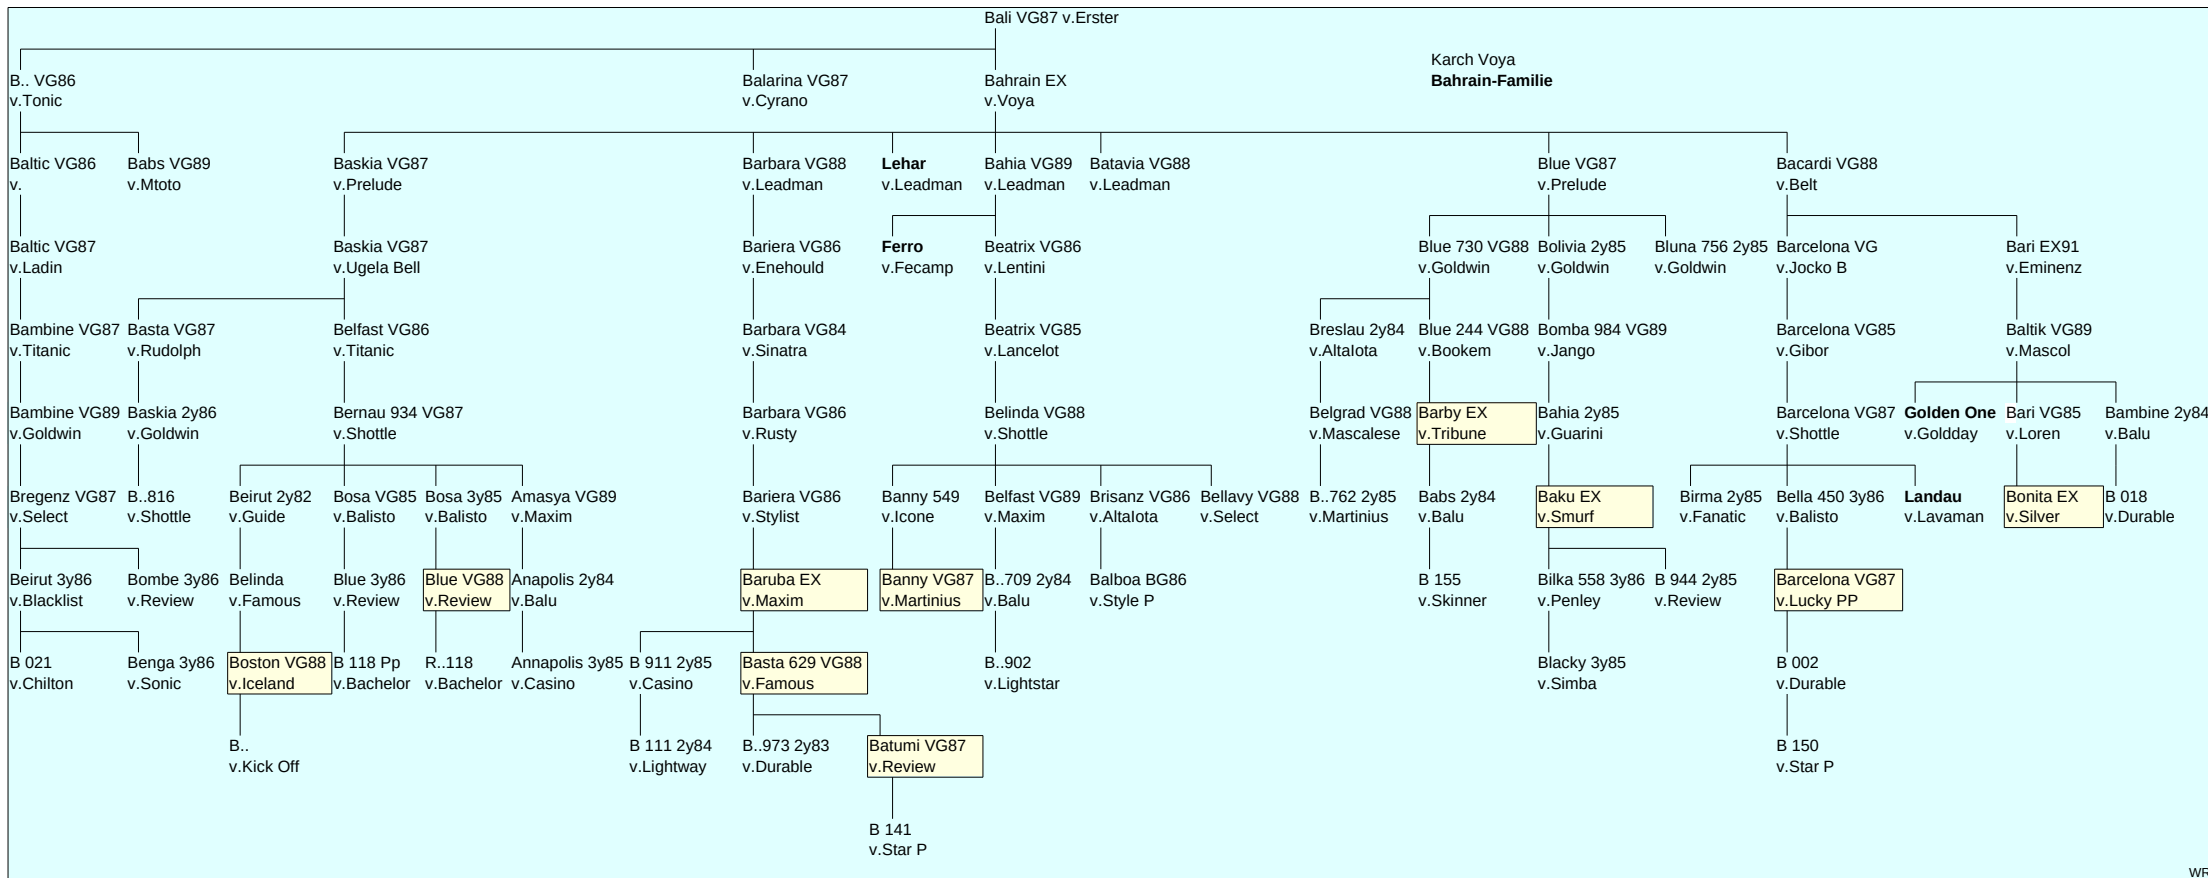 Bali VG87 v.Erster
Karch Voya
Bahrain-Familie
B.. VG86
v.Tonic
Balarina VG87
v.Cyrano
Bahrain EX
v.Voya
Baltic VG86
v.
Babs VG89
v.Mtoto
Baskia VG87
v.Prelude
Barbara VG88
v.Leadman
Lehar
v.Leadman
Bahia VG89
v.Leadman
Batavia VG88
v.Leadman
Blue VG87
v.Prelude
Bacardi VG88
v.Belt
Baltic VG87
v.Ladin
Baskia VG87
v.Ugela Bell
Bariera VG86
v.Enehould
Ferro
v.Fecamp
Beatrix VG86
v.Lentini
Blue 730 VG88
v.Goldwin
Bolivia 2y85
v.Goldwin
Bluna 756 2y85
v.Goldwin
Barcelona VG
v.Jocko B
Bari EX91
v.Eminenz
Bambine VG87
v.Titanic
Basta VG87
v.Rudolph
Belfast VG86
v.Titanic
Barbara VG84
v.Sinatra
Beatrix VG85
v.Lancelot
Breslau 2y84
v.AltaIota
Blue 244 VG88
v.Bookem
Bomba 984 VG89
v.Jango
Barcelona VG85
v.Gibor
Baltik VG89
v.Mascol
Bambine VG89
v.Goldwin
Baskia 2y86
v.Goldwin
Bernau 934 VG87
v.Shottle
Barbara VG86
v.Rusty
Belinda VG88
v.Shottle
Belgrad VG88
v.Mascalese
Barby EX
v.Tribune
Bahia 2y85
v.Guarini
Barcelona VG87
v.Shottle
Golden One
v.Goldday
Bari VG85
v.Loren
Bambine 2y84
v.Balu
Bregenz VG87
v.Select
B..816
v.Shottle
Beirut 2y82
v.Guide
Bosa VG85
v.Balisto
Bosa 3y85
v.Balisto
Amasya VG89
v.Maxim
Bariera VG86
v.Stylist
Banny 549
v.Icone
Belfast VG89
v.Maxim
Brisanz VG86
v.AltaIota
Bellavy VG88
v.Select
B..762 2y85
v.Martinius
Babs 2y84
v.Balu
Baku EX
v.Smurf
Birma 2y85
v.Fanatic
Bella 450 3y86
v.Balisto
Landau
v.Lavaman
Bonita EX
v.Silver
B 018
v.Durable
Beirut 3y86
v.Blacklist
Bombe 3y86
v.Review
Belinda
v.Famous
Blue 3y86
v.Review
Blue VG88
v.Review
Anapolis 2y84
v.Balu
Baruba EX
v.Maxim
Banny VG87
v.Martinius
B..709 2y84
v.Balu
Balboa BG86
v.Style P
B 155
v.Skinner
Bilka 558 3y86
v.Penley
B 944 2y85
v.Review
Barcelona VG87
v.Lucky PP
B 021
v.Chilton
Benga 3y86
v.Sonic
Boston VG88
v.Iceland
B 118 Pp
v.Bachelor
R..118
v.Bachelor
Annapolis 3y85
v.Casino
B 911 2y85
v.Casino
Basta 629 VG88
v.Famous
B..902
v.Lightstar
Blacky 3y85
v.Simba
B 002
v.Durable
B..
v.Kick Off
B 111 2y84
v.Lightway
B..973 2y83
v.Durable
Batumi VG87
v.Review
B 150
v.Star P
B 141
v.Star P
WR